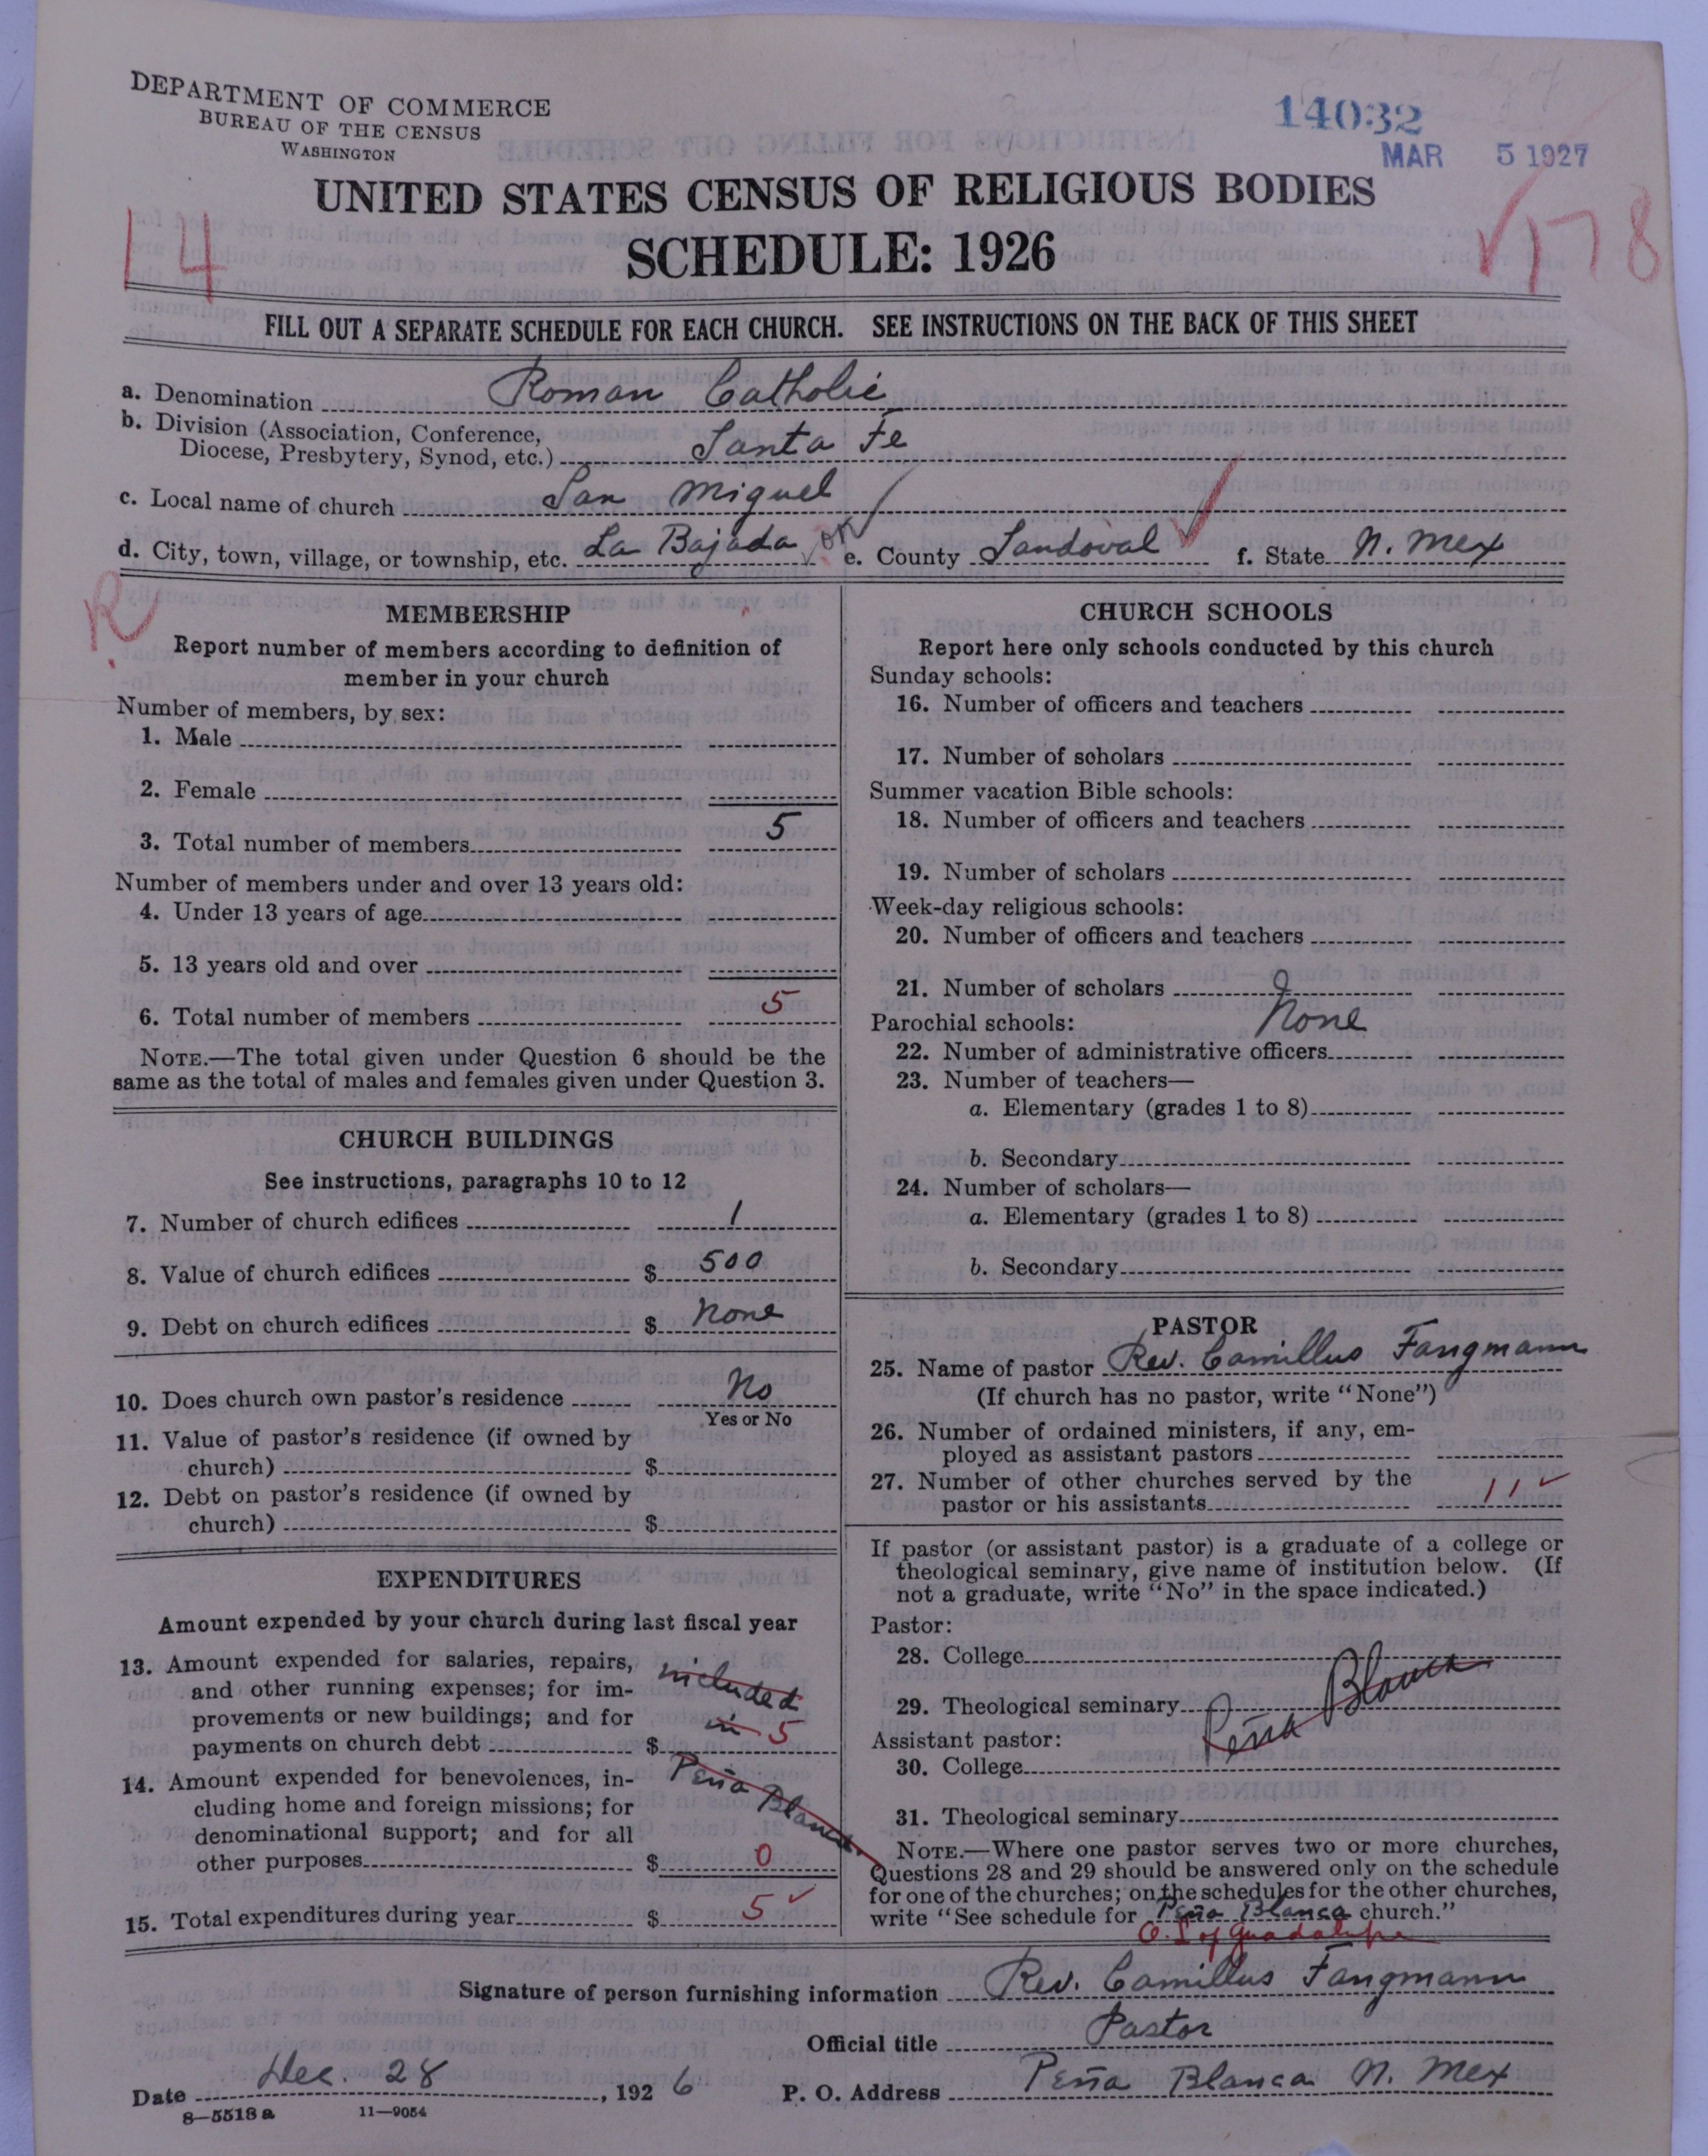 DEPARTMENT OF COMMERCE
BUREAU OF THE CENSUS
WASHINGTON
14032
MAR 5 1927
UNITED STATES CENSUS OF RELIGIOUS BODIES
SCHEDULE: 1926
14
178
FILL OUT A SEPARATE SCHEDULE FOR EACH CHURCH. SEE INSTRUCTIONS ON THE BACK OF THIS SHEET
a. Denomination Roman Catholic
b. Division (Association, Conference,
Diocese, Presbytery, Synod, etc.) Santa Fe
c. Local name of church San Miguel
d. City, town, village, or township, etc. La Bajada OK e. County Sandoval f. State N. Mex
R
MEMBERSHIP
Report number of members according to definition of
member in your church
Number of members, by sex:
1. Male
2. Female
3. Total number of members 5
Number of members under and over 13 years old:
4. Under 13 years of age
5. 13 years old and over
6. Total number of members 5
NOTE.—The total given under Question 6 should be the
same as the total of males and females given under Question 3.
CHURCH BUILDINGS
See instructions, paragraphs 10 to 12
7. Number of church edifices 1
8. Value of church edifices $ 500
9. Debt on church edifices $ None
10. Does church own pastor's residence No
Yes or No
11. Value of pastor's residence (if owned by
church) $
12. Debt on pastor's residence (if owned by
church) $
EXPENDITURES
Amount expended by your church during last fiscal year
13. Amount expended for salaries, repairs, included
and other running expenses; for im-
provements or new buildings; and for in
payments on church debt $ 5
14. Amount expended for benevolences, in- Peña Blanca
cluding home and foreign missions; for
denominational support; and for all
other purposes $ 0
15. Total expenditures during year $ 5
CHURCH SCHOOLS
Report here only schools conducted by this church
Sunday schools:
16. Number of officers and teachers
17. Number of scholars
Summer vacation Bible schools:
18. Number of officers and teachers
19. Number of scholars
Week-day religious schools:
20. Number of officers and teachers
21. Number of scholars
Parochial schools: None
22. Number of administrative officers
23. Number of teachers—
a. Elementary (grades 1 to 8)
b. Secondary
24. Number of scholars—
a. Elementary (grades 1 to 8)
b. Secondary
PASTOR
25. Name of pastor Rev. Camillus Fangmann
(If church has no pastor, write "None")
26. Number of ordained ministers, if any, em-
ployed as assistant pastors
27. Number of other churches served by the
pastor or his assistants 11
If pastor (or assistant pastor) is a graduate of a college or
theological seminary, give name of institution below. (If
not a graduate, write "No" in the space indicated.)
Pastor:
28. College
29. Theological seminary Peña Blanca
Assistant pastor:
30. College
31. Theological seminary
NOTE.—Where one pastor serves two or more churches,
Questions 28 and 29 should be answered only on the schedule
for one of the churches; on the schedules for the other churches,
write "See schedule for Peña Blanca church."
O. L of Guadalupe
Signature of person furnishing information Rev. Camillus Fangmann
Official title Pastor
Date Dec. 28, 1926 P. O. Address Peña Blanca N. Mex
8—5518 a 11—9054